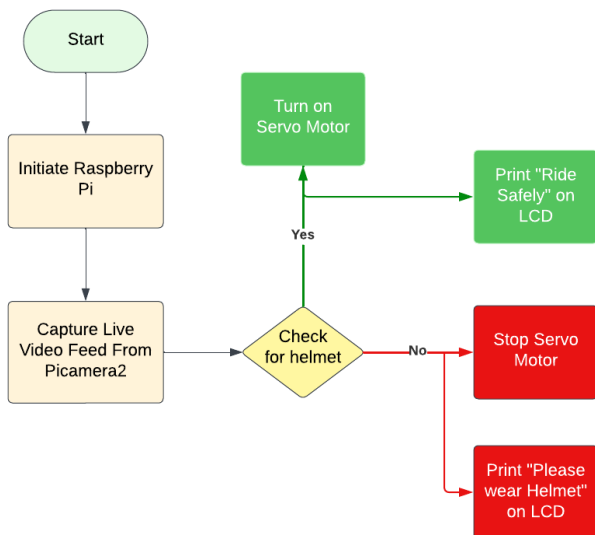 Start
Initiate Raspberry
Pi
Capture Live
Video Feed From
Picamera2
Check
for helmet
Yes
Turn on
Servo Motor
Print "Ride
Safely" on
LCD
No
Stop Servo
Motor
Print "Please
wear Helmet"
on LCD